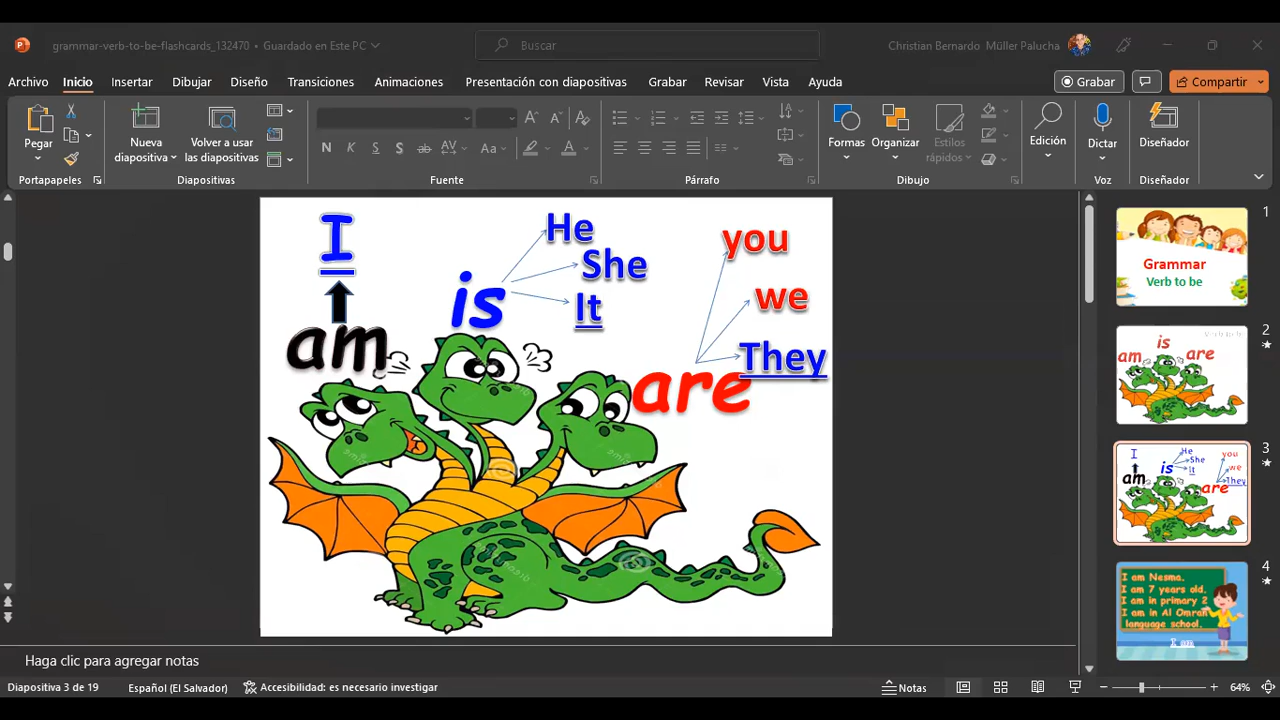 grammar-verb-to-be-flashcards_132470 • Guardado en Este PC
Buscar
Christian Bernardo Müller Palucha
Archivo Inicio Insertar Dibujar Diseño Transiciones Animaciones Presentación con diapositivas Grabar Revisar Vista Ayuda
Grabar
Compartir
Pegar
Nueva diapositiva
Volver a usar las diapositivas
Formas
Organizar
Estilos rápidos
Edición
Dictar
Diseñador
Portapapeles
Diapositivas
Fuente
Párrafo
Dibujo
Voz
Diseñador
I
am
is
He
She
It
you
we
They
are
1
Grammar
Verb to be
2
Verb to be
am is are
3
I
am
is
He
She
It
you
we
They
are
4
I am Nesma.
I am 7 years old.
I am in primary 2
I am in Al Omran
language school.
I am
Haga clic para agregar notas
Diapositiva 3 de 19
Español (El Salvador)
Accesibilidad: es necesario investigar
Notas
64%